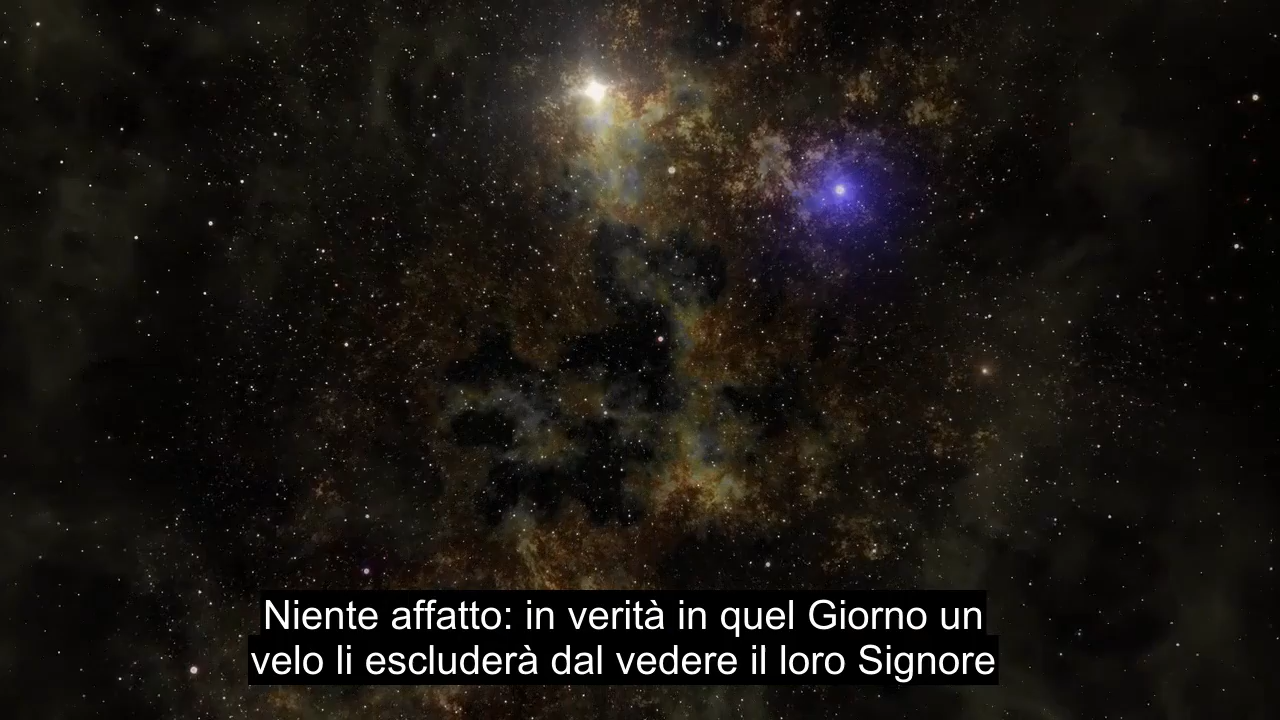 Niente affatto: in verità in quel Giorno un
velo li escluderà dal vedere il loro Signore